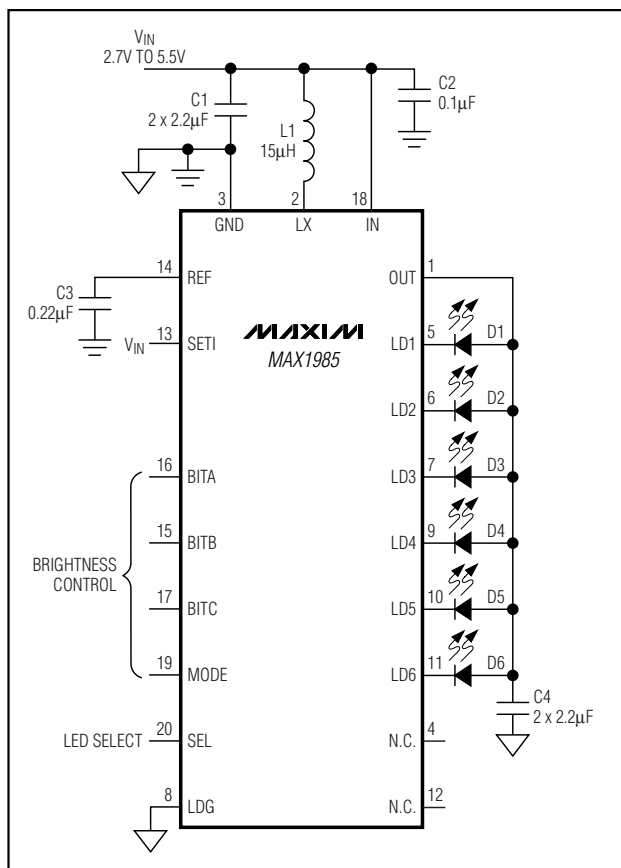 VIN
2.7V TO 5.5V
C1
2 x 2.2µF
L1
15µH
C2
0.1µF
3
2
18
GND
LX
IN
14
REF
1
OUT
C3
0.22µF
VIN
13
SETI
MAXIM
MAX1985
5
LD1
D1
6
LD2
D2
7
LD3
D3
16
BITA
9
LD4
D4
15
BITB
BRIGHTNESS
CONTROL
10
LD5
D5
17
BITC
11
LD6
D6
19
MODE
C4
2 x 2.2µF
LED SELECT
20
SEL
4
N.C.
8
LDG
12
N.C.